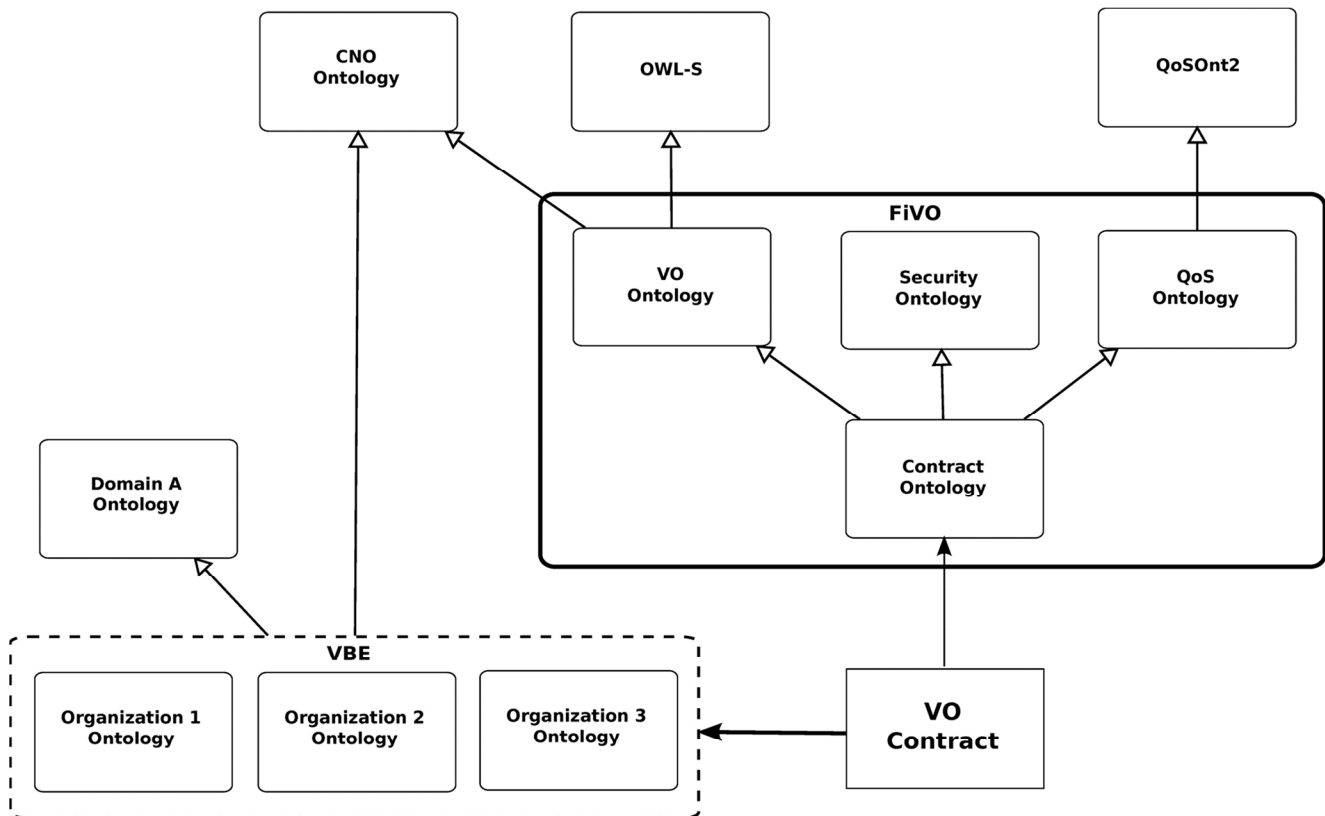 CNO
Ontology
OWL-S
QoSOnt2
FiVO
VO
Ontology
Security
Ontology
QoS
Ontology
Contract
Ontology
Domain A
Ontology
VBE
Organization 1
Ontology
Organization 2
Ontology
Organization 3
Ontology
VO
Contract